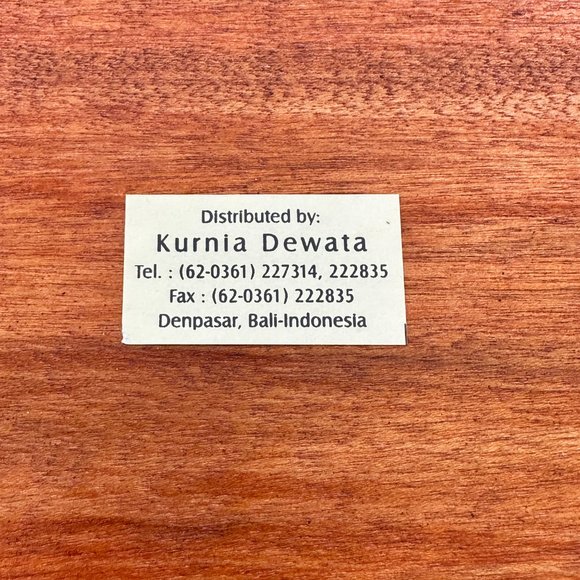 Distributed by:
Kurnia Dewata
Tel. : (62-0361) 227314, 222835
Fax : (62-0361) 222835
Denpasar, Bali-Indonesia